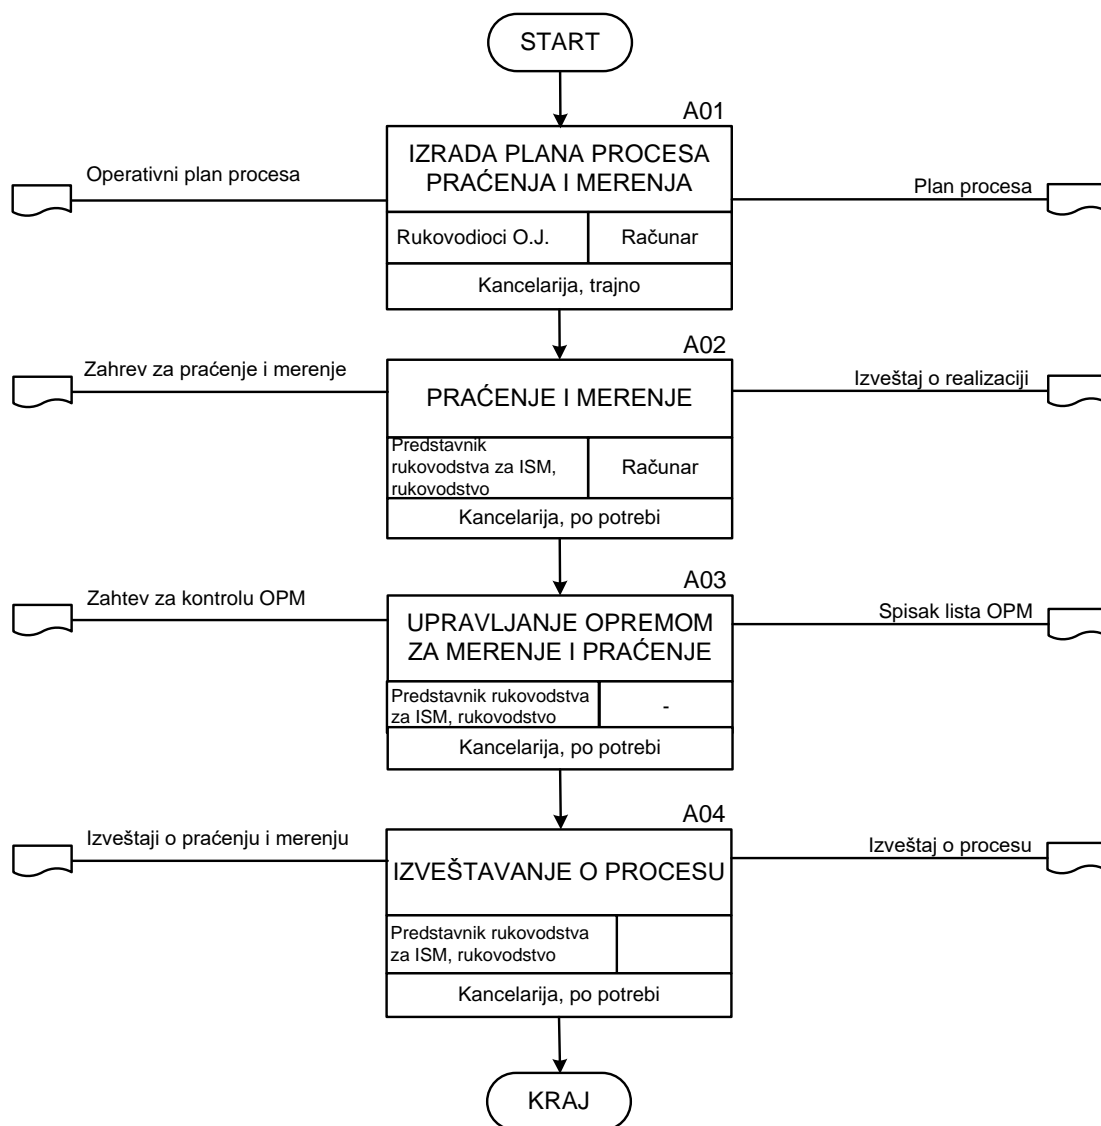 START
A01
IZRADA PLANA PROCESA
PRAĆENJA I MERENJA
Operativni plan procesa
Plan procesa
Rukovodioci O.J.
Računar
Kancelarija, trajno
A02
Zahrev za praćenje i merenje
PRAĆENJE I MERENJE
Izveštaj o realizaciji
Predstavnik
rukovodstva za ISM,
rukovodstvo
Računar
Kancelarija, po potrebi
A03
Zahtev za kontrolu OPM
UPRAVLJANJE OPREMOM
ZA MERENJE I PRAĆENJE
Spisak lista OPM
Predstavnik rukovodstva
za ISM, rukovodstvo
-
Kancelarija, po potrebi
A04
Izveštaji o praćenju i merenju
IZVEŠTAVANJE O PROCESU
Izveštaj o procesu
Predstavnik rukovodstva
za ISM, rukovodstvo
Kancelarija, po potrebi
KRAJ